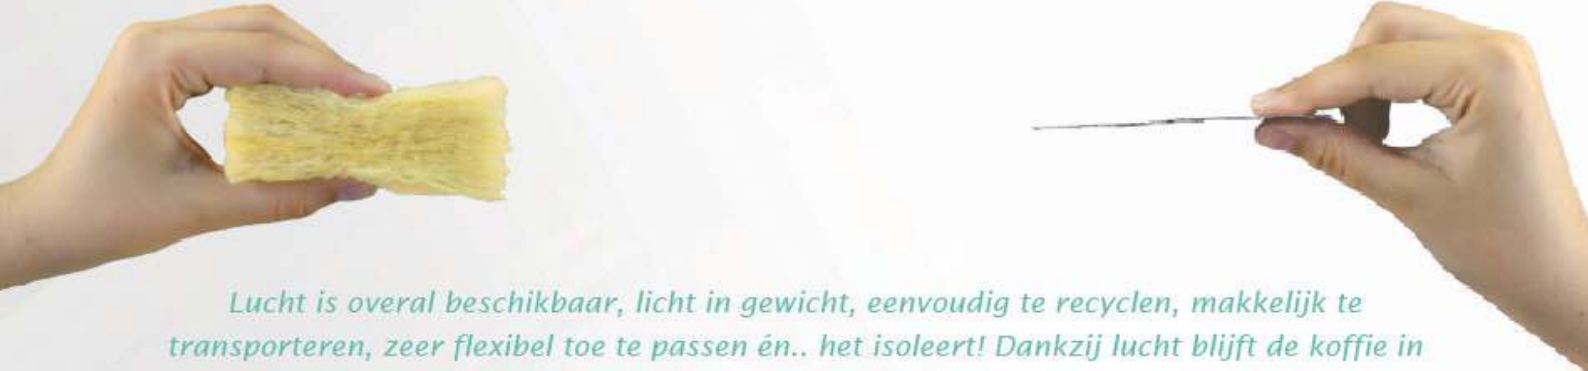 Lucht is overal beschikbaar, licht in gewicht, eenvoudig te recyclen, makkelijk te
transporteren, zeer flexibel toe te passen én.. het isoleert! Dankzij lucht blijft de koffie in